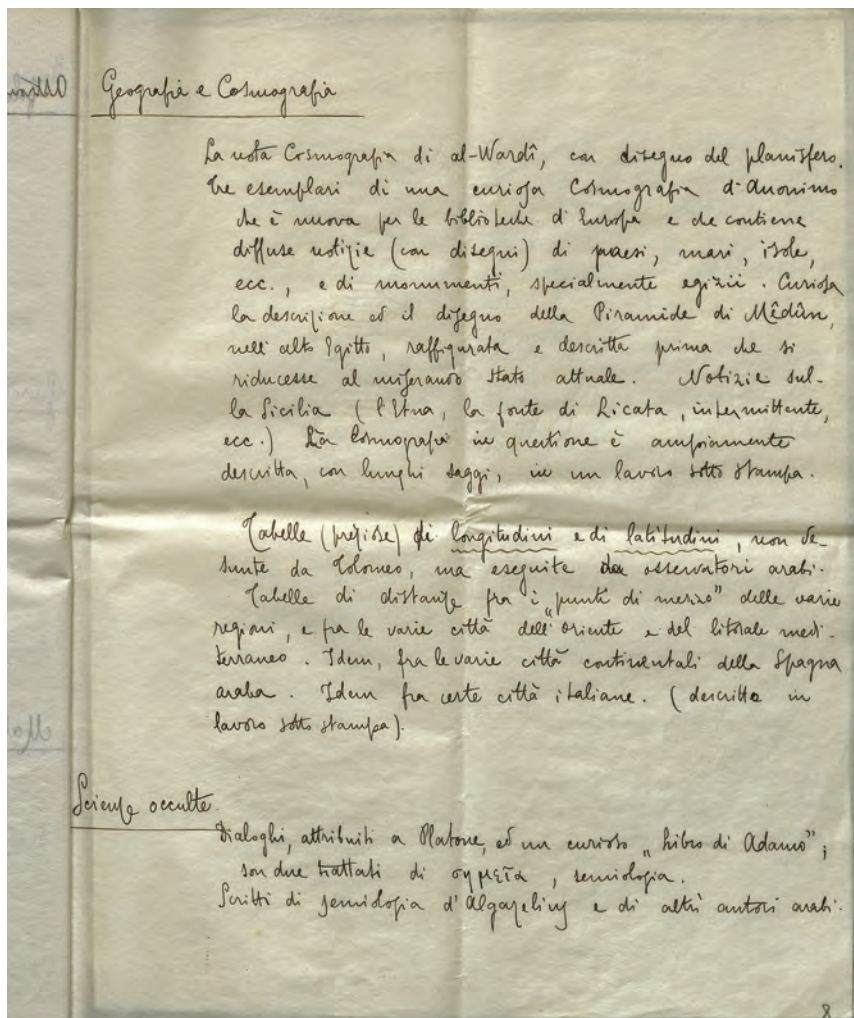 Geografia e Cosmografia
La nota Cosmografia di al-Wardî, con disegno del planisfero.
Tre esemplari di una curiosa Cosmografia d'Anonimo
che è nuova per le biblioteche d'Europa e che contiene
diffuse notizie (con disegni) di paesi, mari, isole,
ecc., e di monumenti, specialmente egizii. Curiosa
la descrizione ed il disegno della Piramide di Mêdûm,
nell'alto Egitto, raffigurata e descritta prima che si
riducesse al miserando stato attuale. Notizie sul-
la Sicilia (l'Etna, la fonte di Licata, intermittente,
ecc.) La Cosmografia in questione è ampiamente
descritta, con lunghi saggi, in un lavoro sotto stampa.
Tabelle (preziose) di longitudini e di latitudini, non de-
sunte da Tolomeo, ma eseguite da osservatori arabi.
Tabelle di distanze fra i „punti di mezzo" delle varie
regioni, e fra le varie città dell'oriente e del litorale medi-
terraneo. Idem, fra le varie città continentali della Spagna
araba. Idem fra certe città italiane. (descritte in
lavoro sotto stampa).
Scienze occulte.
Dialoghi, attribuiti a Platone, ed un curioso „Libro di Adamo";
son due trattati di σημεῖα, semiologia.
Scritti di semiologia d'Algazeling e di altri autori arabi.
8